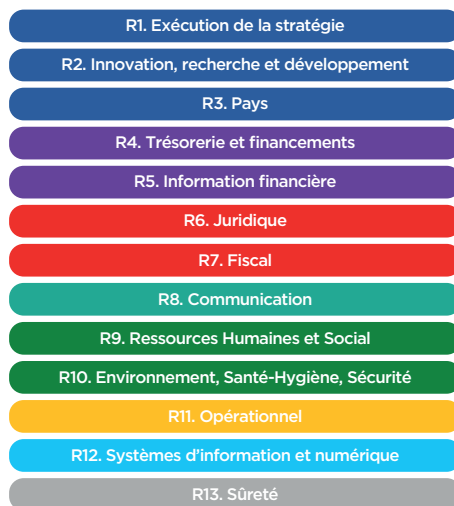 R1. Exécution de la stratégie
R2. Innovation, recherche et développement
R3. Pays
R4. Trésorerie et financements
R5. Information financière
R6. Juridique
R7. Fiscal
R8. Communication
R9. Ressources Humaines et Social
R10. Environnement, Santé-Hygiène, Sécurité
R11. Opérationnel
R12. Systèmes d'information et numérique
R13. Sûreté